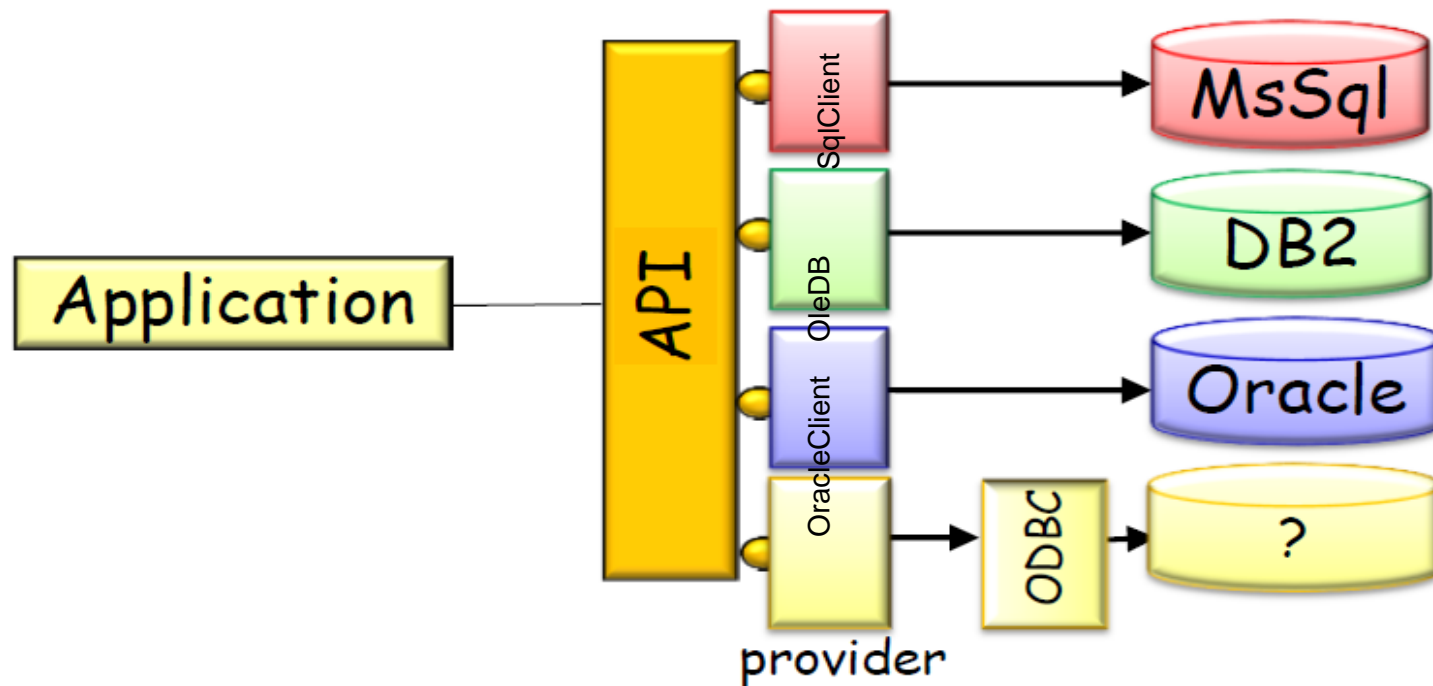 Application
API
SqlClient
OleDB
OracleClient
ODBC
MsSql
DB2
Oracle
?
provider